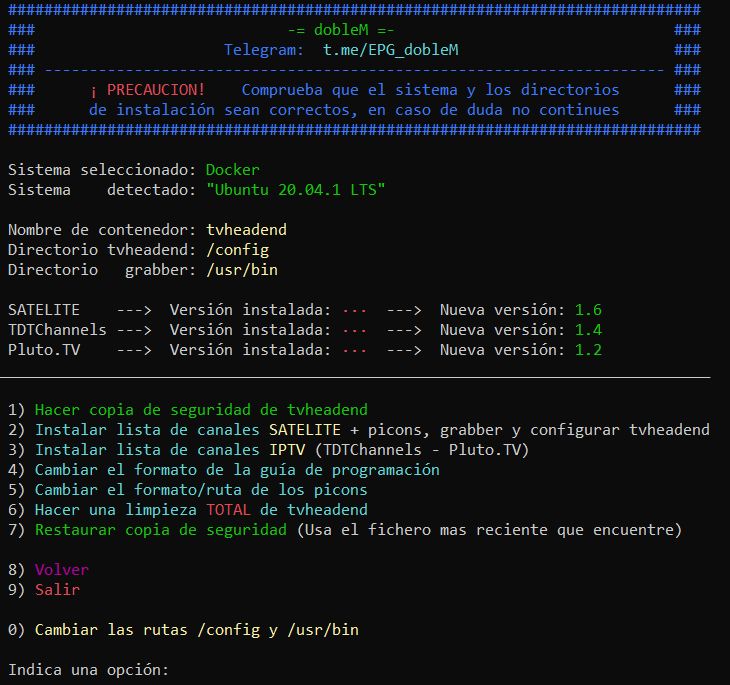 #############################################################################
### -= dobleM =- ###
### Telegram: t.me/EPG_dobleM ###
### --------------------------------------------------------------------- ###
### ¡ PRECAUCION! Comprueba que el sistema y los directorios ###
### de instalación sean correctos, en caso de duda no continues ###
#############################################################################
Sistema seleccionado: Docker
Sistema detectado: "Ubuntu 20.04.1 LTS"
Nombre de contenedor: tvheadend
Directorio tvheadend: /config
Directorio grabber: /usr/bin
SATELITE ---> Versión instalada: ··· ---> Nueva versión: 1.6
TDTChannels ---> Versión instalada: ··· ---> Nueva versión: 1.4
Pluto.TV ---> Versión instalada: ··· ---> Nueva versión: 1.2
_______________________________________________________________________________
1) Hacer copia de seguridad de tvheadend
2) Instalar lista de canales SATELITE + picons, grabber y configurar tvheadend
3) Instalar lista de canales IPTV (TDTChannels - Pluto.TV)
4) Cambiar el formato de la guía de programación
5) Cambiar el formato/ruta de los picons
6) Hacer una limpieza TOTAL de tvheadend
7) Restaurar copia de seguridad (Usa el fichero mas reciente que encuentre)
8) Volver
9) Salir
0) Cambiar las rutas /config y /usr/bin
Indica una opción: